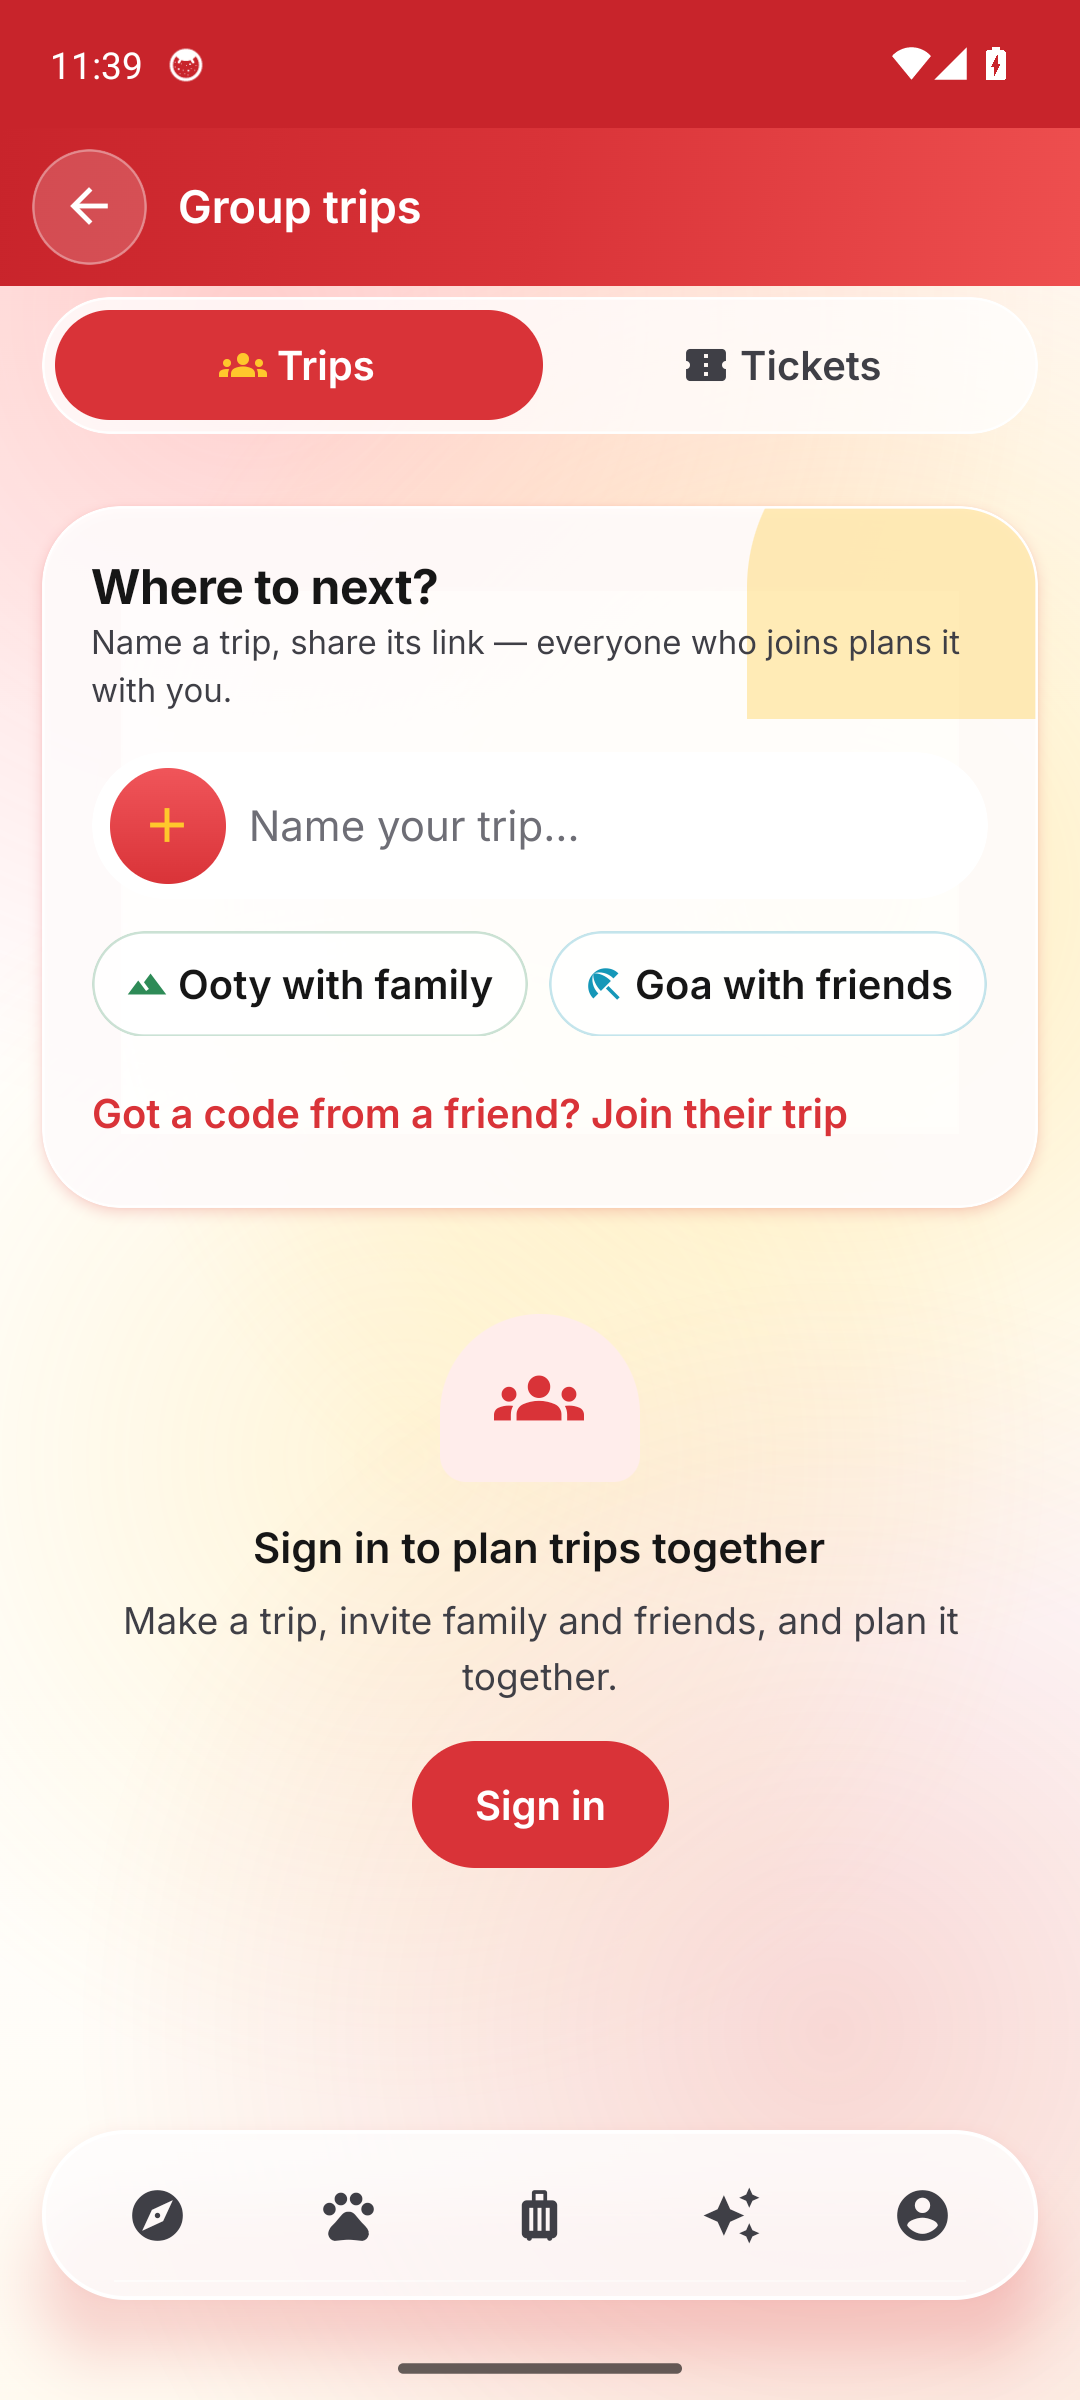 11:39
Group trips
Trips
Tickets
Where to next?
Name a trip, share its link — everyone who joins plans it
with you.
Name your trip...
Ooty with family
Goa with friends
Got a code from a friend? Join their trip
Sign in to plan trips together
Make a trip, invite family and friends, and plan it
together.
Sign in